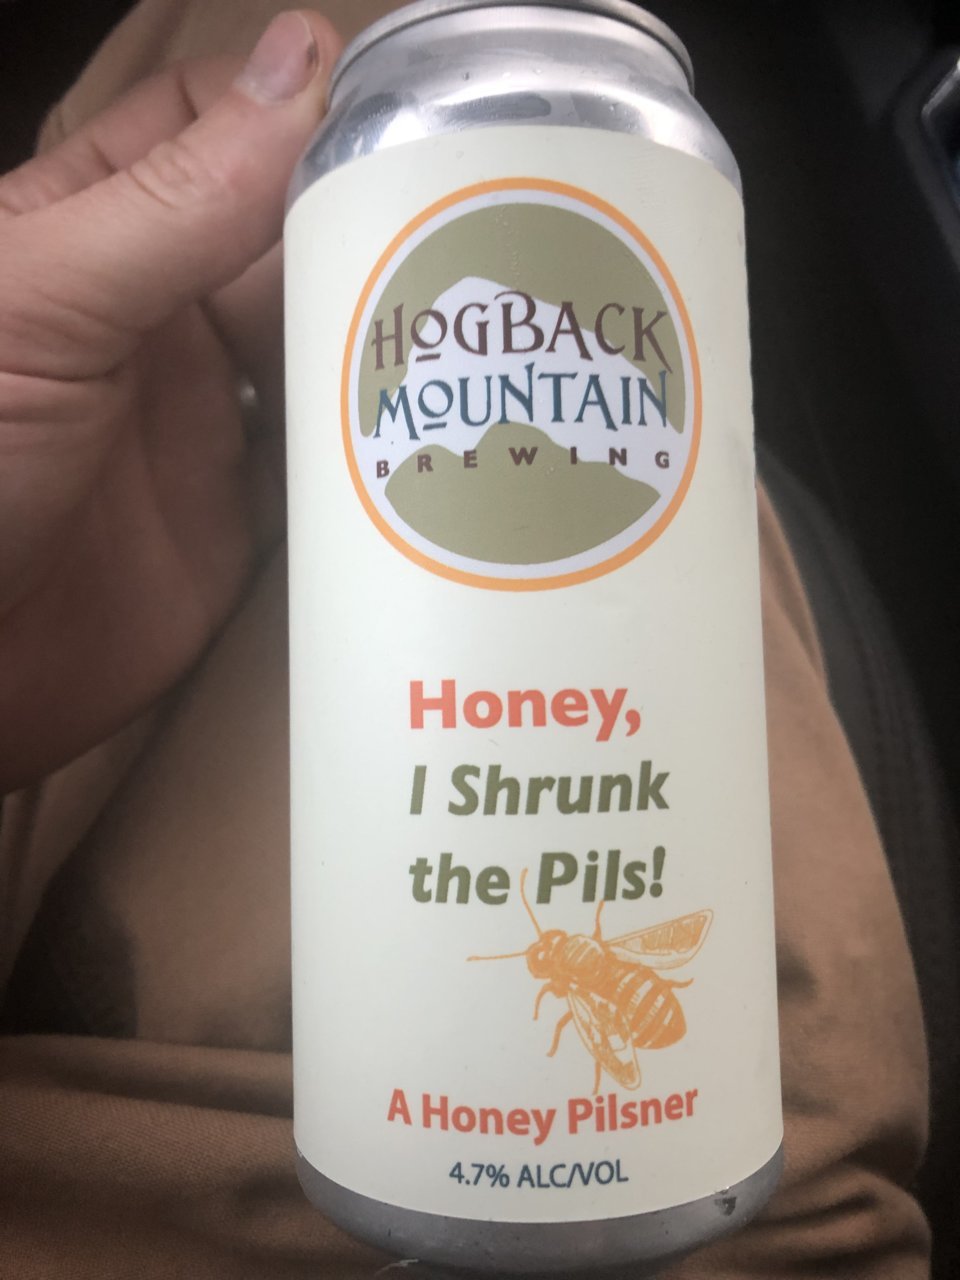 HOGBACK
MOUNTAIN
BREWING
Honey,
I Shrunk
the Pils!
A Honey Pilsner
4.7% ALC/VOL